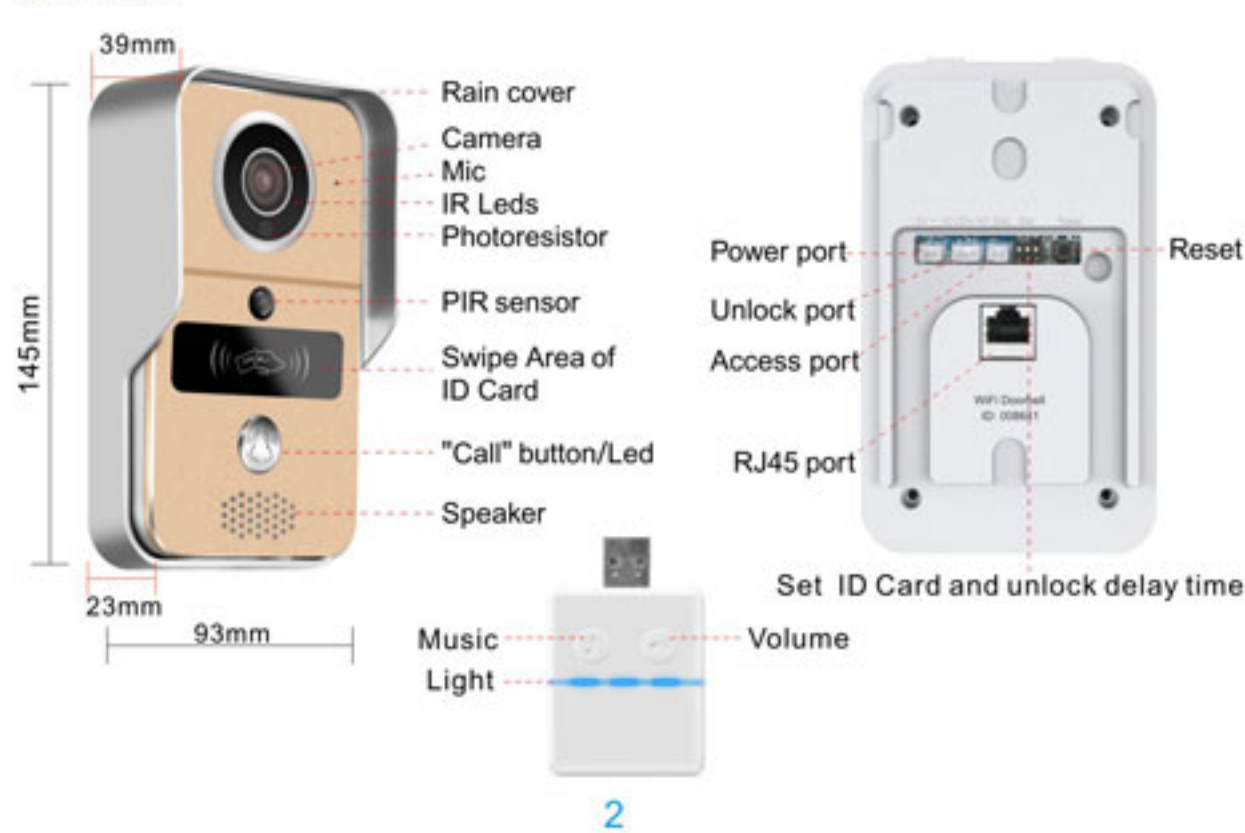 39mm
145mm
23mm
93mm
Rain cover
Camera
Mic
IR Leds
Photoresistor
PIR sensor
Swipe Area of
ID Card
"Call" button/Led
Speaker
Power port
Unlock port
Access port
RJ45 port
Reset
WiFi Doorbell
ID:
Set ID Card and unlock delay time
Music
Light
Volume
2